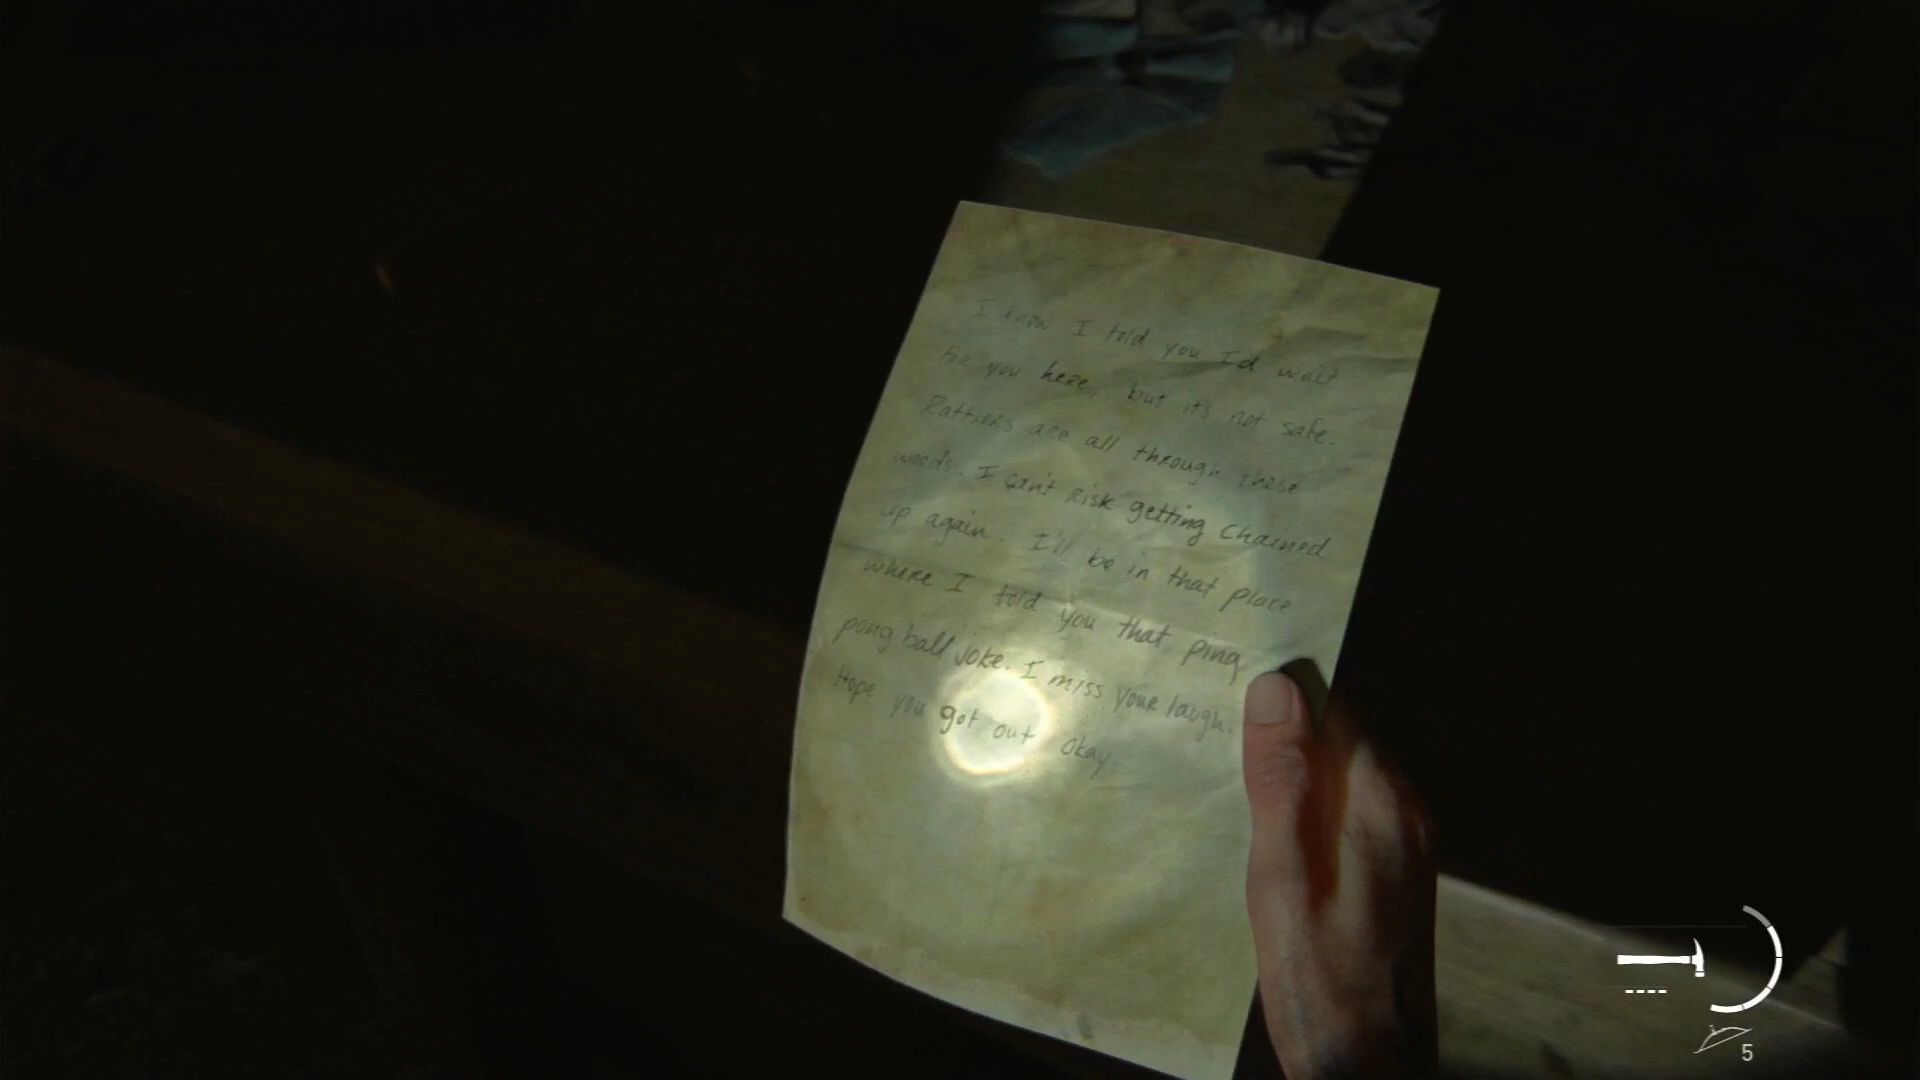 I know I told you I'd wait
for you here, but it's not safe.
Rattlers are all through these
woods. I can't risk getting chained
up again. I'll be in that place
where I told you that ping
pong ball joke. I miss your laugh.
Hope you got out okay.
5